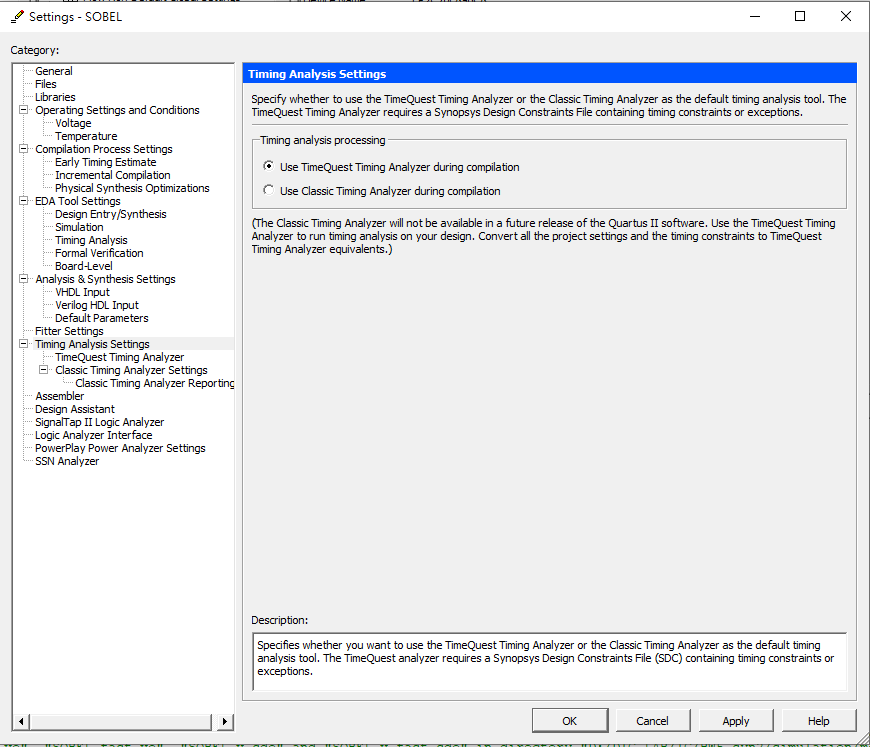 Settings - SOBEL
Category:
General
Files
Libraries
Operating Settings and Conditions
Voltage
Temperature
Compilation Process Settings
Early Timing Estimate
Incremental Compilation
Physical Synthesis Optimizations
EDA Tool Settings
Design Entry/Synthesis
Simulation
Timing Analysis
Formal Verification
Board-Level
Analysis & Synthesis Settings
VHDL Input
Verilog HDL Input
Default Parameters
Fitter Settings
Timing Analysis Settings
TimeQuest Timing Analyzer
Classic Timing Analyzer Settings
Classic Timing Analyzer Reporting
Assembler
Design Assistant
SignalTap II Logic Analyzer
Logic Analyzer Interface
PowerPlay Power Analyzer Settings
SSN Analyzer
Timing Analysis Settings
Specify whether to use the TimeQuest Timing Analyzer or the Classic Timing Analyzer as the default timing analysis tool. The
TimeQuest Timing Analyzer requires a Synopsys Design Constraints File containing timing constraints or exceptions.
Timing analysis processing
Use TimeQuest Timing Analyzer during compilation
Use Classic Timing Analyzer during compilation
(The Classic Timing Analyzer will not be available in a future release of the Quartus II software. Use the TimeQuest Timing
Analyzer to run timing analysis on your design. Convert all the project settings and the timing constraints to TimeQuest
Timing Analyzer equivalents.)
Description:
Specifies whether you want to use the TimeQuest Timing Analyzer or the Classic Timing Analyzer as the default timing
analysis tool. The TimeQuest analyzer requires a Synopsys Design Constraints File (SDC) containing timing constraints or
exceptions.
OK
Cancel
Apply
Help